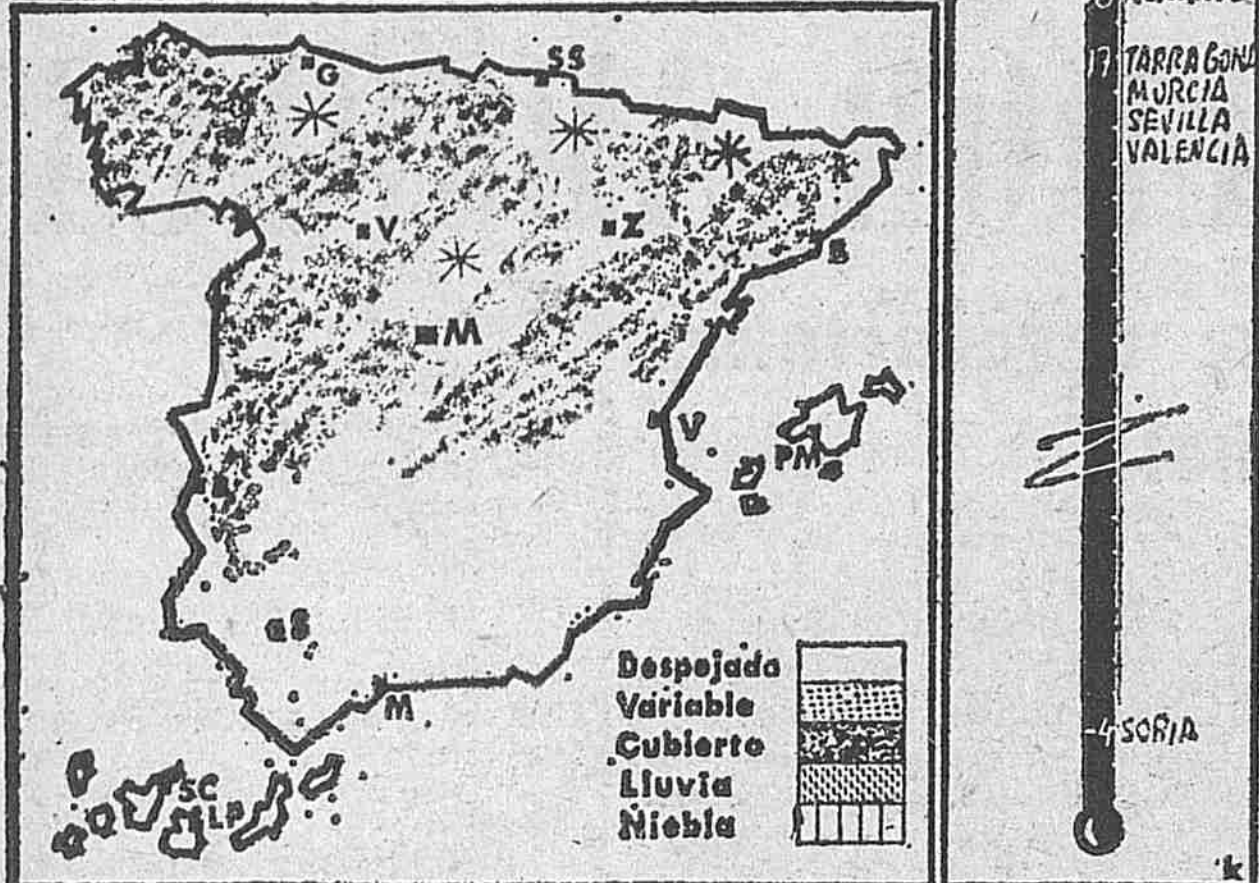 C
G
SS
V
Z
B
M
V
PM
S
M
SC
LP
Despejado
Variable
Cubierto
Lluvia
Niebla
17 TARRAGONA
MURCIA
SEVILLA
VALENCIA
-4 SORIA